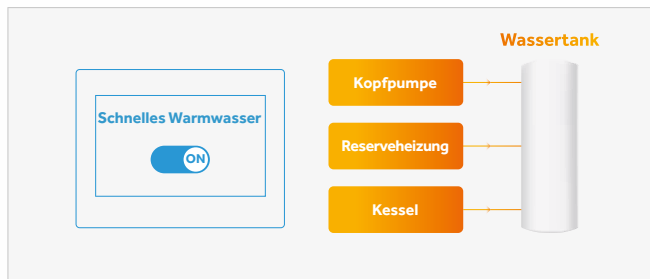 Wassertank
Kopfpumpe
Schnelles Warmwasser
ON
Reserveheizung
Kessel